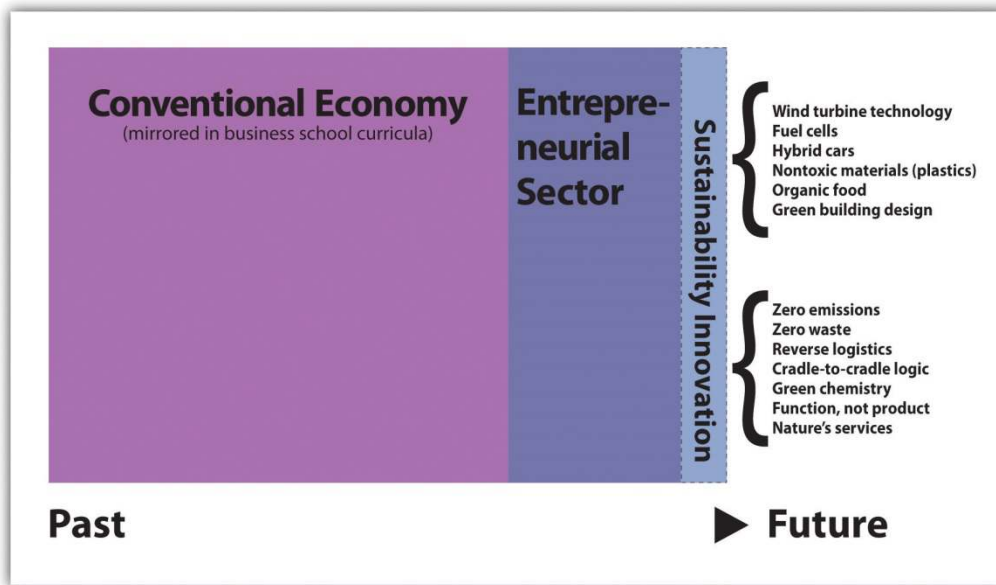 Conventional Economy
(mirrored in business school curricula)
Entrepre-
neurial
Sector
Sustainability Innovation
Wind turbine technology
Fuel cells
Hybrid cars
Nontoxic materials (plastics)
Organic food
Green building design
Zero emissions
Zero waste
Reverse logistics
Cradle-to-cradle logic
Green chemistry
Function, not product
Nature’s services
Past
Future